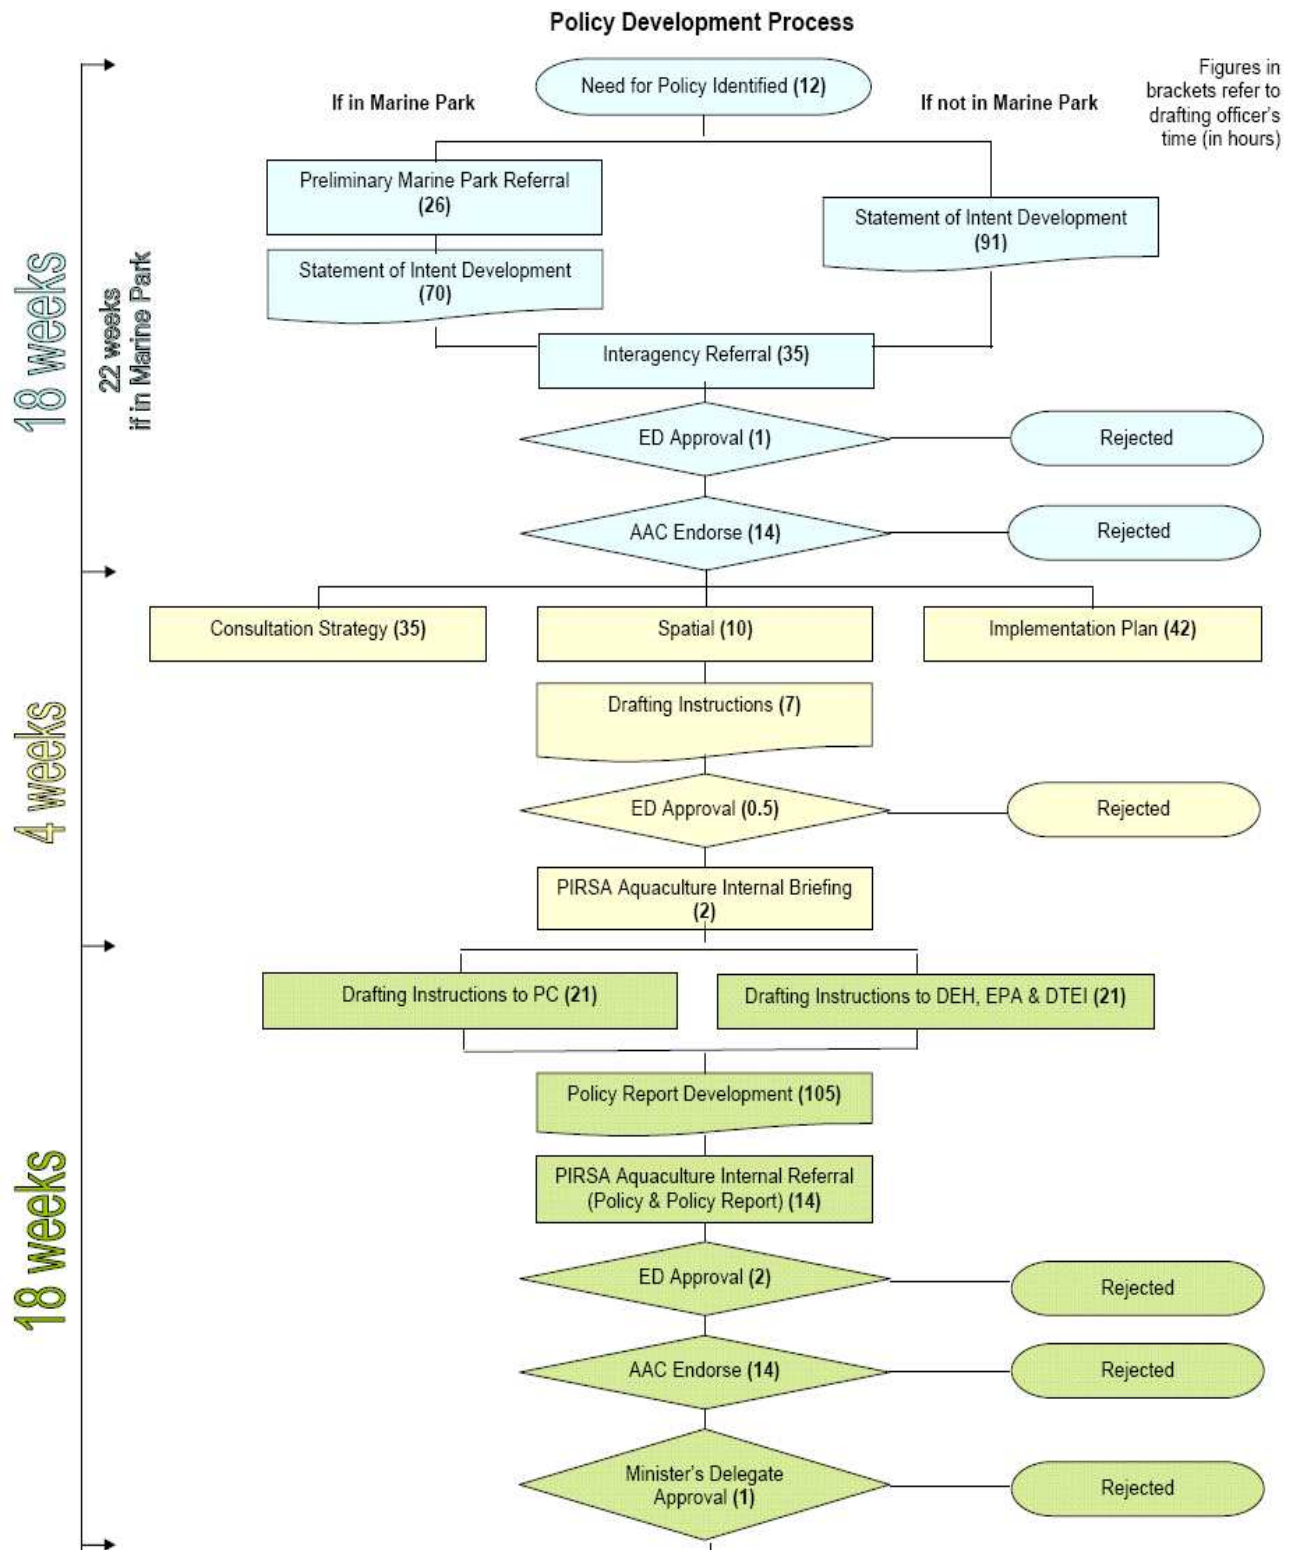 Policy Development Process
Need for Policy Identified (12)
Figures in
brackets refer to
drafting officer's
time (in hours)
If in Marine Park
If not in Marine Park
Preliminary Marine Park Referral
(26)
Statement of Intent Development
(91)
Statement of Intent Development
(70)
18 weeks
22 weeks
if in Marine Park
Interagency Referral (35)
ED Approval (1)
Rejected
AAC Endorse (14)
Rejected
Consultation Strategy (35)
Spatial (10)
Implementation Plan (42)
4 weeks
Drafting Instructions (7)
ED Approval (0.5)
Rejected
PIRSA Aquaculture Internal Briefing
(2)
Drafting Instructions to PC (21)
Drafting Instructions to DEH, EPA & DTEI (21)
18 weeks
Policy Report Development (105)
PIRSA Aquaculture Internal Referral
(Policy & Policy Report) (14)
ED Approval (2)
Rejected
AAC Endorse (14)
Rejected
Minister's Delegate
Approval (1)
Rejected